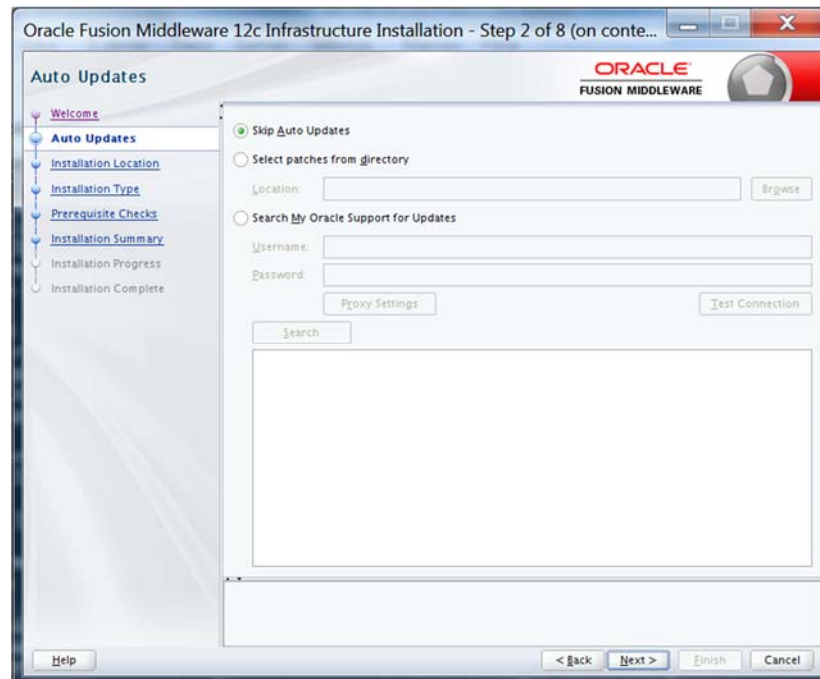 Oracle Fusion Middleware 12c Infrastructure Installation - Step 2 of 8 (on conte...
Auto Updates
ORACLE
FUSION MIDDLEWARE
Welcome
Auto Updates
Installation Location
Installation Type
Prerequisite Checks
Installation Summary
Installation Progress
Installation Complete
Skip Auto Updates
Select patches from directory
Location:
Browse
Search My Oracle Support for Updates
Username:
Password:
Proxy Settings
Test Connection
Search
Help
< Back
Next >
Finish
Cancel